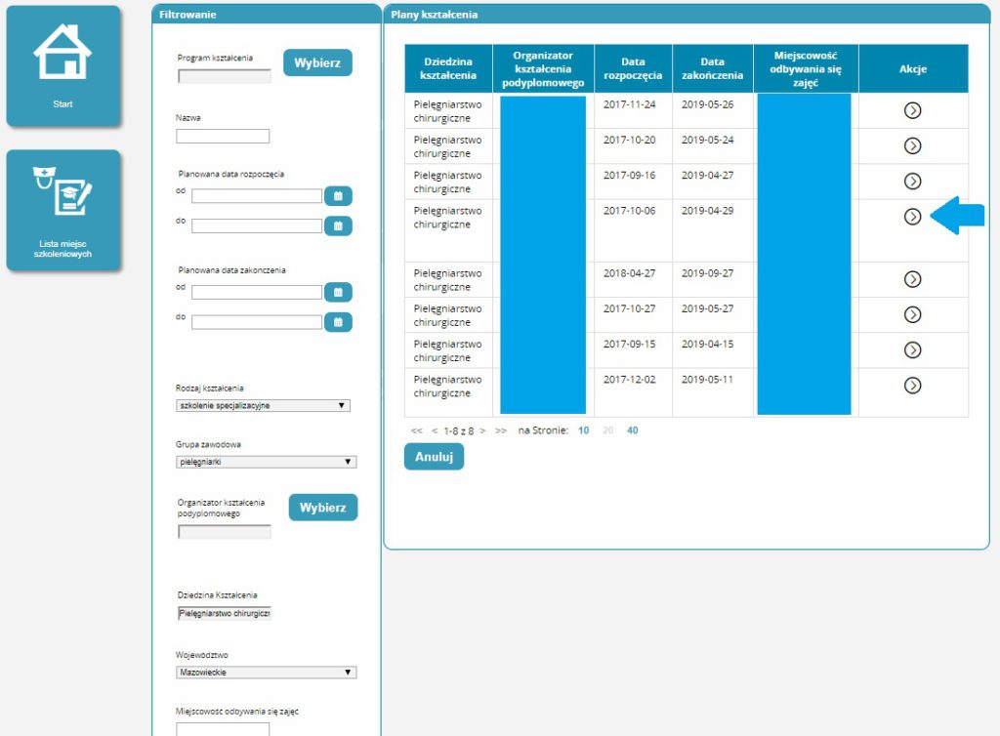 Start
Lista miejsc
szkoleniowych
Filtrowanie
Program kształcenia
Wybierz
Nazwa
Planowana data rozpoczęcia
od
do
Planowana data zakonczenia
od
do
Rodzaj kształcenia
szkolenie specjalizacyjne
Grupa zawodowa
pielęgniarki
Organizator kształcenia
podyplomowego
Wybierz
Dziedzina Kształcenia
Pielęgniarstwo chirurgiczr
Województwo
Mazowieckie
Miejscowość odbywania się zajęć
Plany kształcenia
Dziedzina
kształcenia
Organizator
kształcenia
podyplomowego
Data
rozpoczęcia
Data
zakończenia
Miejscowość
odbywania się
zajęć
Akcje
Pielęgniarstwo
chirurgiczne
2017-11-24
2019-05-26
Pielęgniarstwo
chirurgiczne
2017-10-20
2019-05-24
Pielęgniarstwo
chirurgiczne
2017-09-16
2019-04-27
Pielęgniarstwo
chirurgiczne
2017-10-06
2019-04-29
Pielęgniarstwo
chirurgiczne
2018-04-27
2019-09-27
Pielęgniarstwo
chirurgiczne
2017-10-27
2019-05-27
Pielęgniarstwo
chirurgiczne
2017-09-15
2019-04-15
Pielęgniarstwo
chirurgiczne
2017-12-02
2019-05-11
<< < 1-8 z 8 > >> na Stronie: 10 20 40
Anuluj